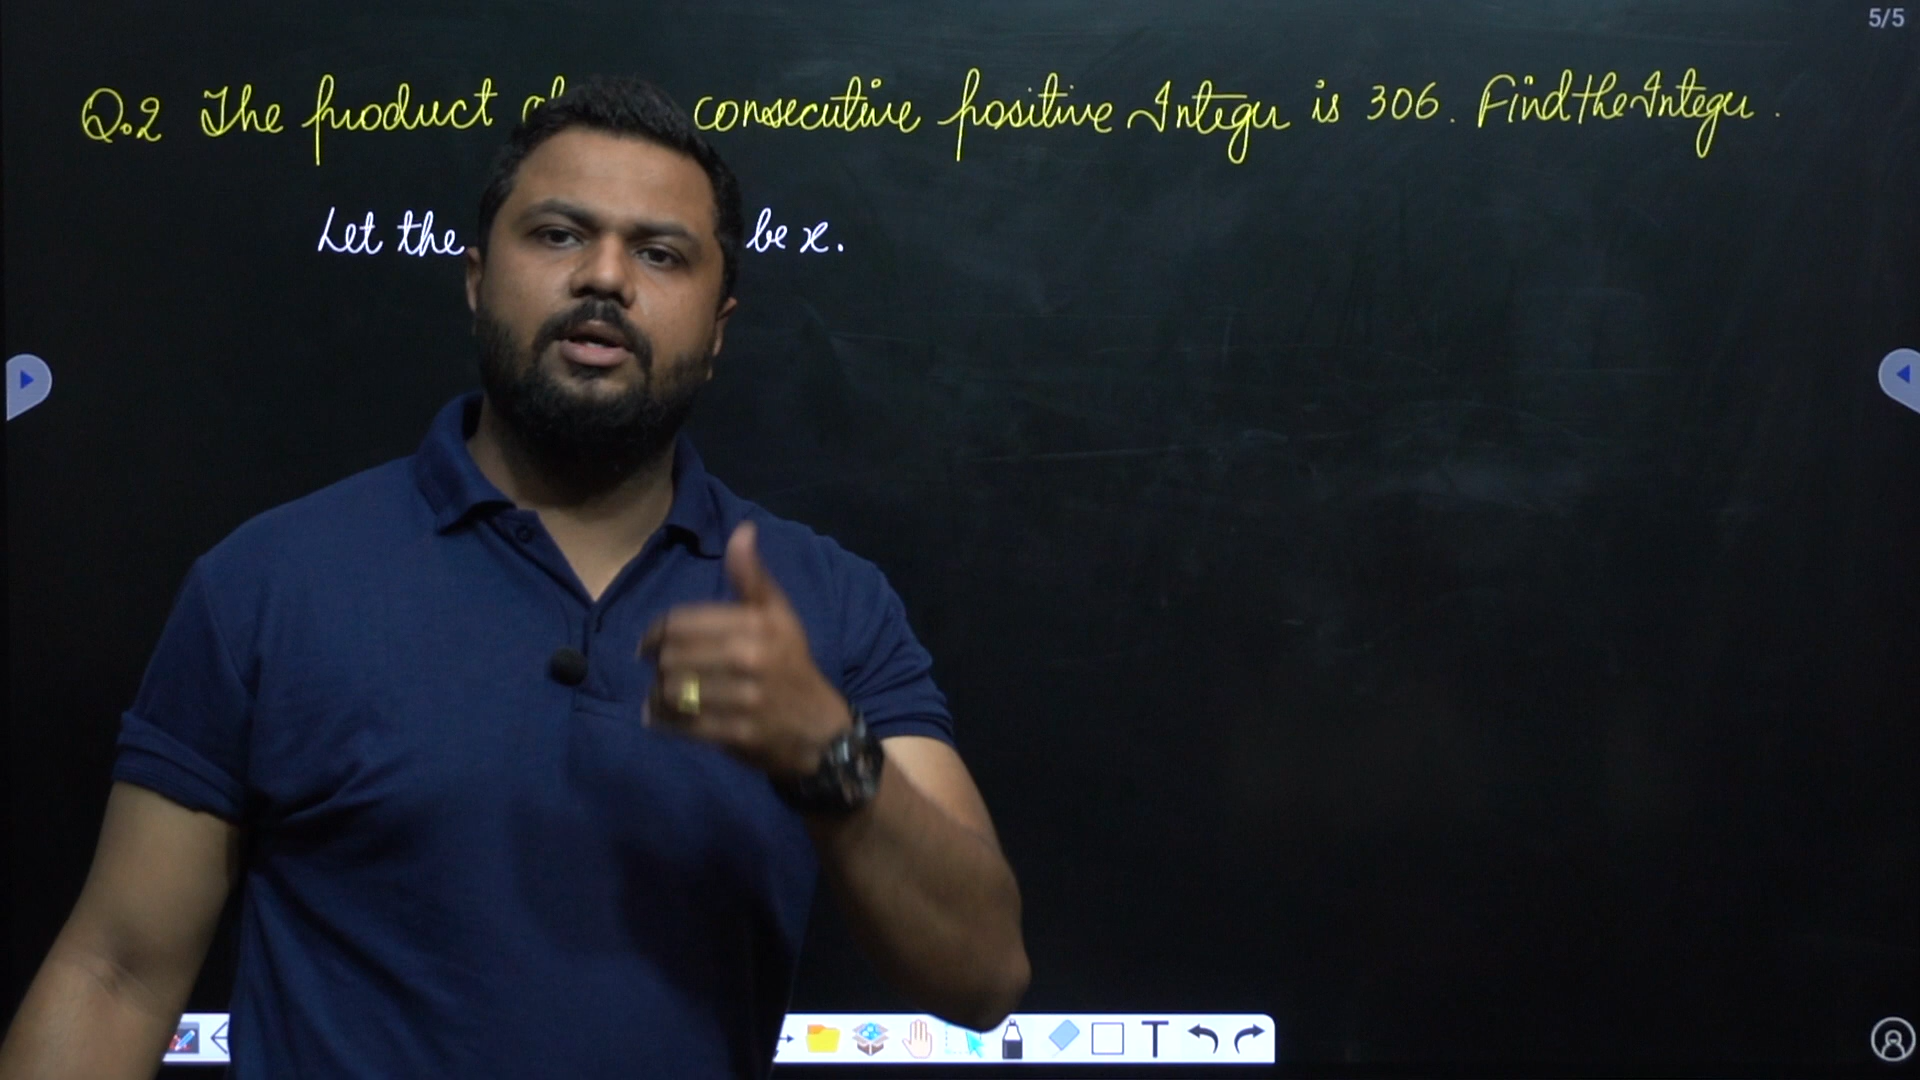 5/5
Q.2 The product of consecutive positive Integer is 306. Find the Integer.
Let the be x.
T